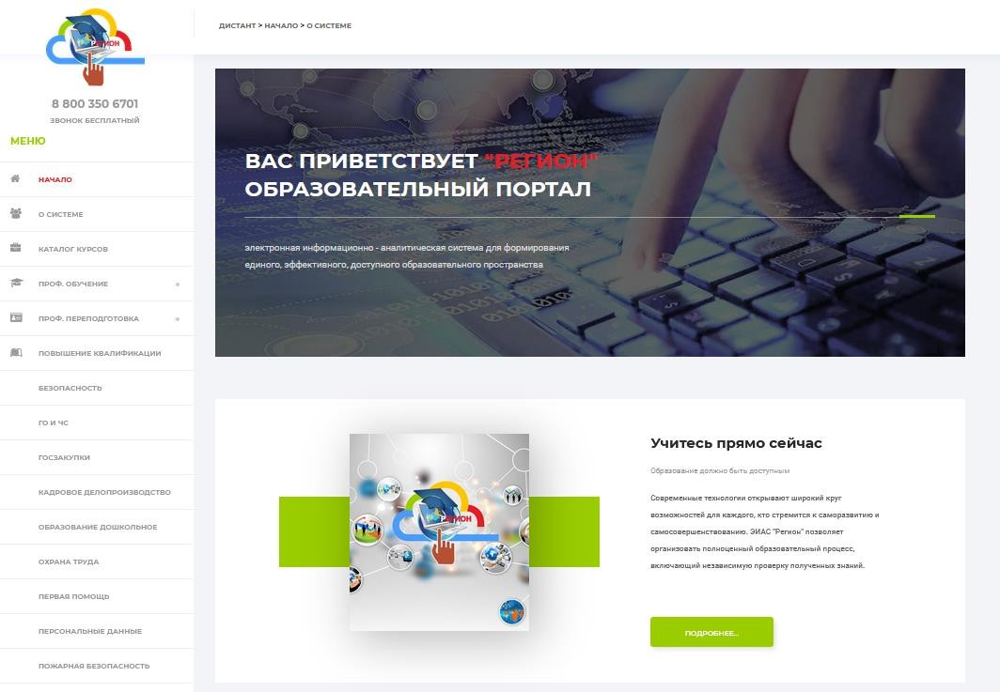 РЕГИОН
8 800 350 6701
ЗВОНОК БЕСПЛАТНЫЙ
МЕНЮ
НАЧАЛО
О СИСТЕМЕ
КАТАЛОГ КУРСОВ
ПРОФ. ОБУЧЕНИЕ
ПРОФ. ПЕРЕПОДГОТОВКА
ПОВЫШЕНИЕ КВАЛИФИКАЦИИ
БЕЗОПАСНОСТЬ
ГО И ЧС
ГОСЗАКУПКИ
КАДРОВОЕ ДЕЛОПРОИЗВОДСТВО
ОБРАЗОВАНИЕ ДОШКОЛЬНОЕ
ОХРАНА ТРУДА
ПЕРВАЯ ПОМОЩЬ
ПЕРСОНАЛЬНЫЕ ДАННЫЕ
ПОЖАРНАЯ БЕЗОПАСНОСТЬ
ДИСТАНТ > НАЧАЛО > О СИСТЕМЕ
ВАС ПРИВЕТСТВУЕТ "РЕГИОН"
ОБРАЗОВАТЕЛЬНЫЙ ПОРТАЛ
электронная информационно - аналитическая система для формирования
единого, эффективного, доступного образовательного пространства
РЕГИОН
Учитесь прямо сейчас
Образование должно быть доступным
Современные технологии открывают широкий круг
возможностей для каждого, кто стремится к саморазвитию и
самосовершенствованию. ЭИАС "Регион" позволяет
организовать полноценный образовательный процесс,
включающий независимую проверку полученных знаний.
ПОДРОБНЕЕ...